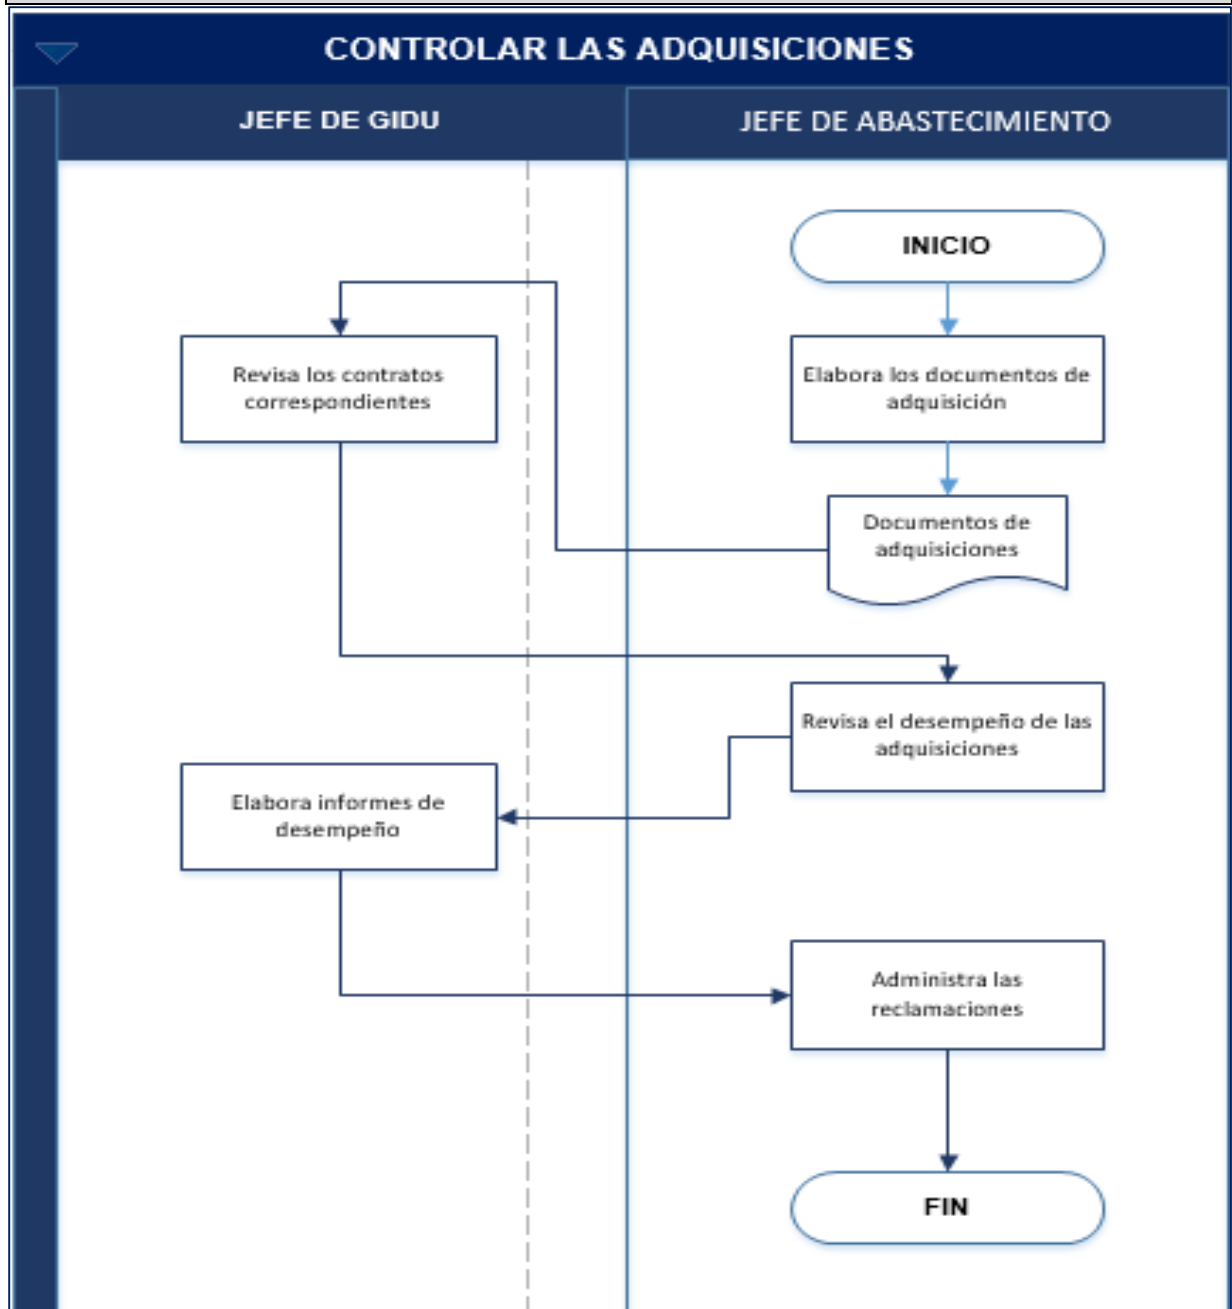 CONTROLAR LAS ADQUISICIONES
JEFE DE GIDU
JEFE DE ABASTECIMIENTO
INICIO
Elabora los documentos de
adquisición
Documentos de
adquisiciones
Revisa los contratos
correspondientes
Revisa el desempeño de las
adquisiciones
Elabora informes de
desempeño
Administra las
reclamaciones
FIN